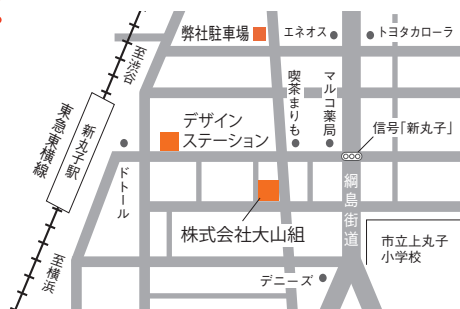 弊社駐車場
エネオス
トヨタカローラ
至渋谷
喫茶まりも
マルコ薬局
デザイン
ステーション
信号「新丸子」
新丸子駅
東急東横線
ドトール
綱島街道
株式会社大山組
市立上丸子
小学校
至横浜
デニーズ